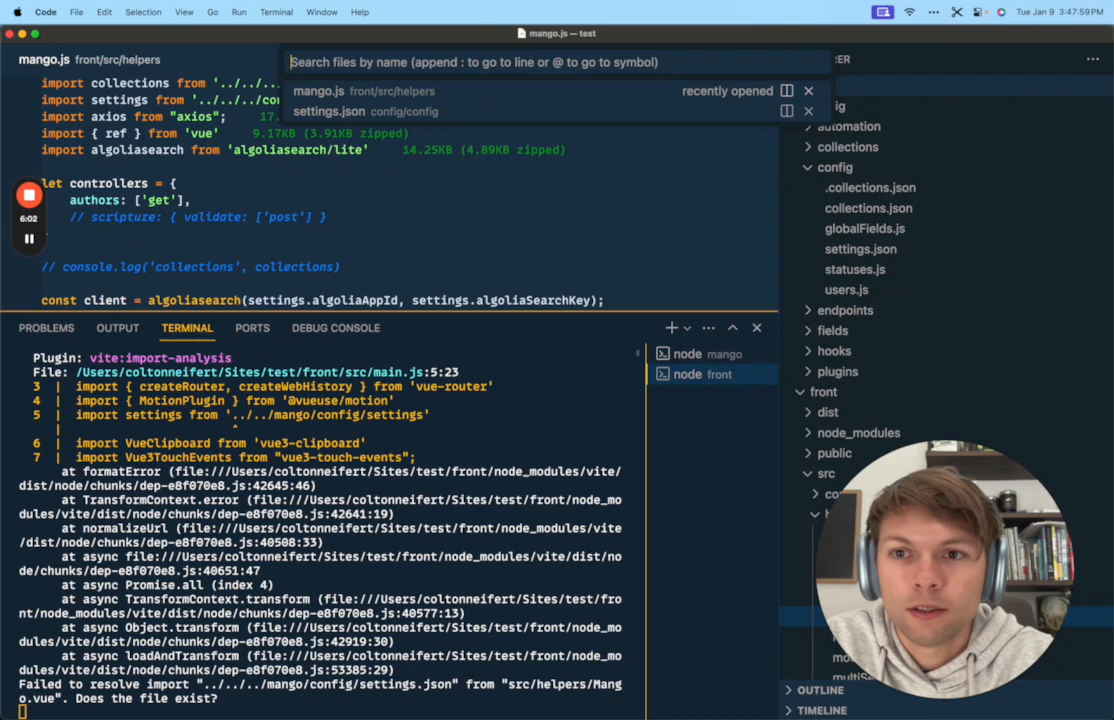 Code File Edit Selection View Go Run Terminal Window Help
Tue Jan 9 3:47:59 PM
mango.js — test
mango.js front/src/helpers
Search files by name (append : to go to line or @ to go to symbol)
mango.js front/src/helpers recently opened
settings.json config/config
import collections from '../../..
import settings from '../../../co
import axios from "axios"; 17.
import { ref } from 'vue' 9.17KB (3.91KB zipped)
import algoliasearch from 'algoliasearch/lite' 14.25KB (4.89KB zipped)
let controllers = {
authors: ['get'],
// scripture: { validate: ['post'] }
6:02
// console.log('collections', collections)
const client = algoliasearch(settings.algoliaAppId, settings.algoliaSearchKey);
PROBLEMS OUTPUT TERMINAL PORTS DEBUG CONSOLE
Plugin: vite:import-analysis
File: /Users/coltonneifert/Sites/test/front/src/main.js:5:23
3 | import { createRouter, createWebHistory } from 'vue-router'
4 | import { MotionPlugin } from '@vueuse/motion'
5 | import settings from '../../mango/config/settings'
| ^
6 | import VueClipboard from 'vue3-clipboard'
7 | import Vue3TouchEvents from "vue3-touch-events";
at formatError (file:///Users/coltonneifert/Sites/test/front/node_modules/vite/
dist/node/chunks/dep-e8f070e8.js:42645:46)
at TransformContext.error (file:///Users/coltonneifert/Sites/test/front/node_mo
dules/vite/dist/node/chunks/dep-e8f070e8.js:42641:19)
at normalizeUrl (file:///Users/coltonneifert/Sites/test/front/node_modules/vite
/dist/node/chunks/dep-e8f070e8.js:40508:33)
at async file:///Users/coltonneifert/Sites/test/front/node_modules/vite/dist/no
de/chunks/dep-e8f070e8.js:40651:47
at async Promise.all (index 4)
at async TransformContext.transform (file:///Users/coltonneifert/Sites/test/fro
nt/node_modules/vite/dist/node/chunks/dep-e8f070e8.js:40577:13)
at async Object.transform (file:///Users/coltonneifert/Sites/test/front/node_mo
dules/vite/dist/node/chunks/dep-e8f070e8.js:42919:30)
at async loadAndTransform (file:///Users/coltonneifert/Sites/test/front/node_mo
dules/vite/dist/node/chunks/dep-e8f070e8.js:53385:29)
Failed to resolve import "../../../mango/config/settings.json" from "src/helpers/Mang
o.vue". Does the file exist?
node mango
node front
RER
ig
automation
collections
config
.collections.json
collections.json
globalFields.js
settings.json
statuses.js
users.js
endpoints
fields
hooks
plugins
front
dist
node_modules
public
src
co
h
mo
multiSe
OUTLINE
TIMELINE